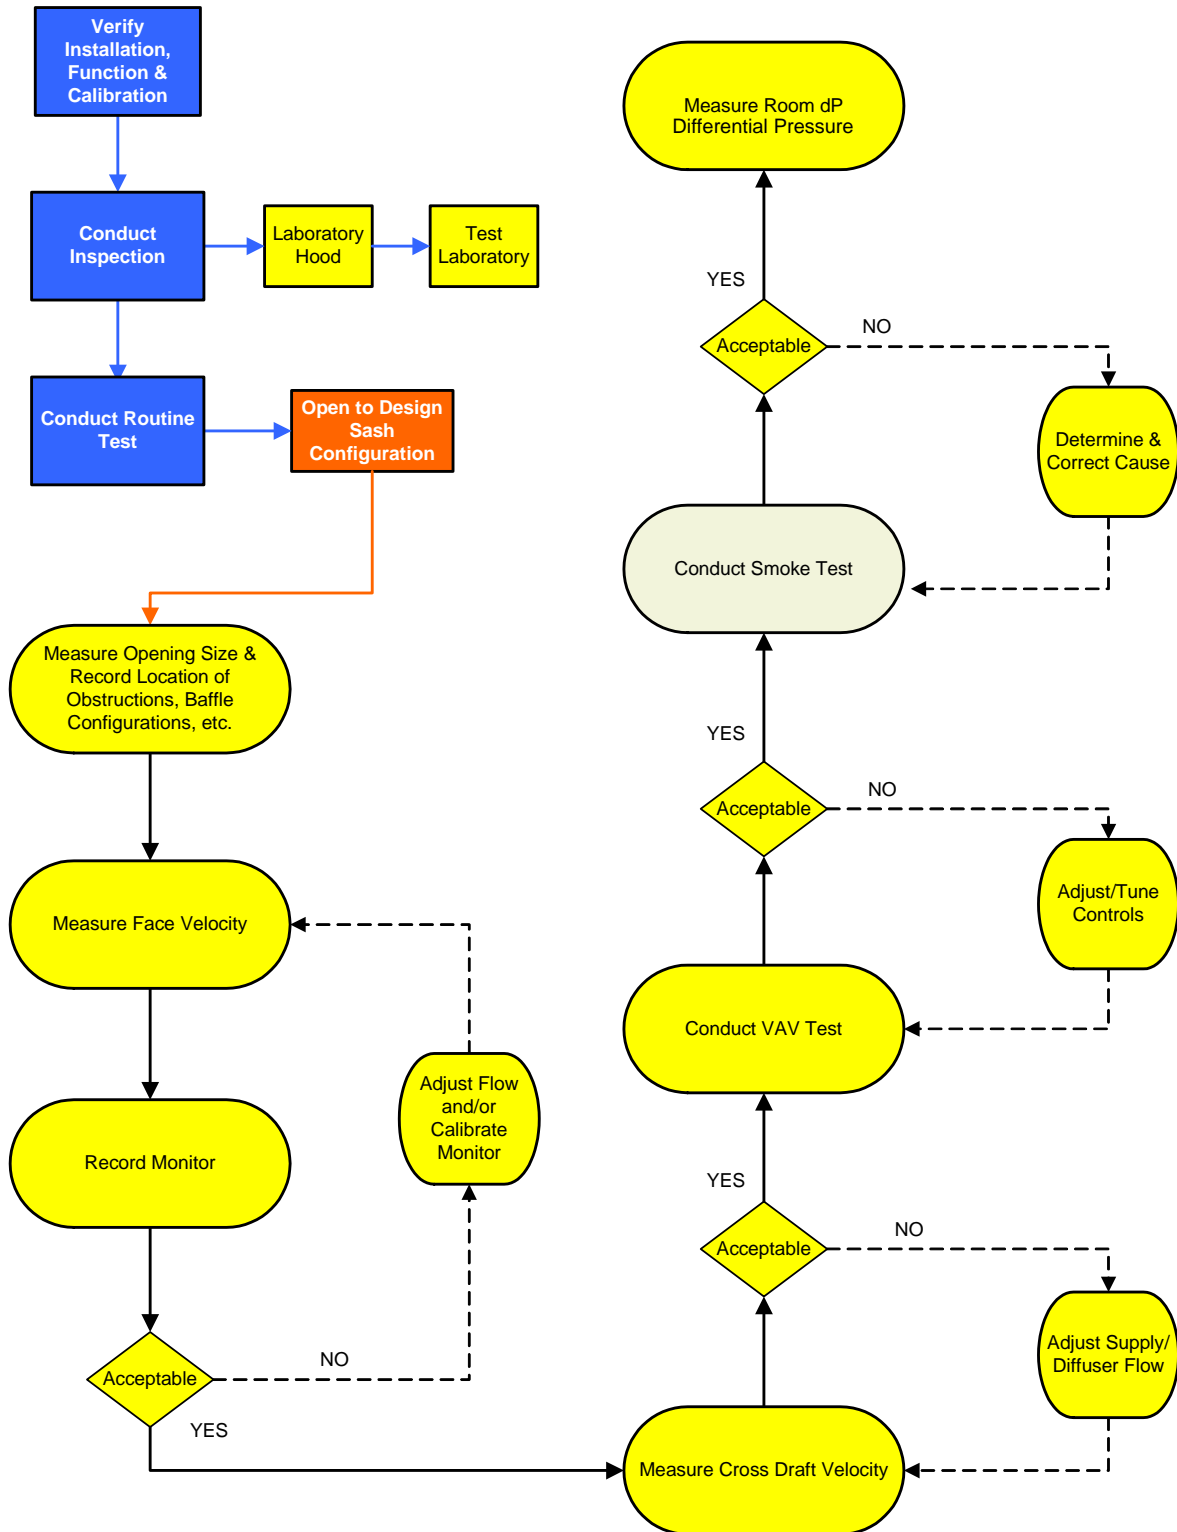 Verify
Installation,
Function &
Calibration
Conduct
Inspection
Laboratory
Hood
Test
Laboratory
Conduct Routine
Test
Open to Design
Sash
Configuration
Measure Opening Size &
Record Location of
Obstructions, Baffle
Configurations, etc.
Measure Face Velocity
Record Monitor
Adjust Flow
and/or
Calibrate
Monitor
Acceptable
NO
YES
Measure Cross Draft Velocity
Adjust Supply/
Diffuser Flow
Acceptable
NO
YES
Conduct VAV Test
Adjust/Tune
Controls
Acceptable
NO
YES
Conduct Smoke Test
Determine &
Correct Cause
Acceptable
NO
YES
Measure Room dP
Differential Pressure